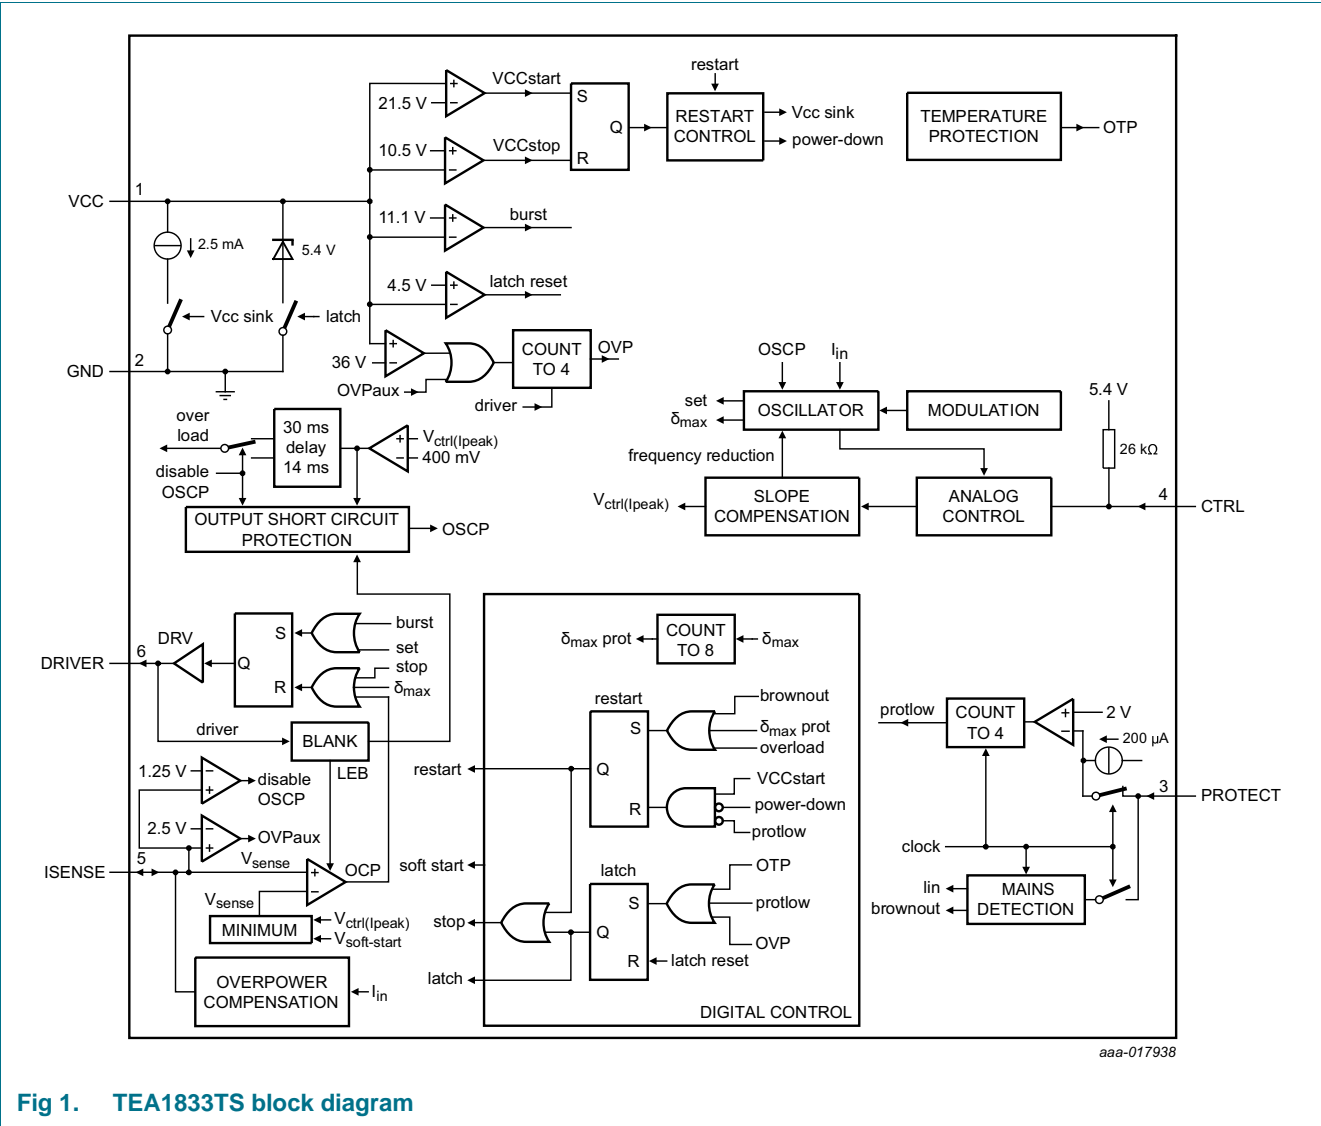 restart
VCCstart
+
21.5 V
−
S
Q
R
RESTART
CONTROL
Vcc sink
power-down
TEMPERATURE
PROTECTION
OTP
10.5 V
+
−
VCCstop
VCC
1
11.1 V
+
−
burst
2.5 mA
5.4 V
4.5 V
+
−
latch reset
Vcc sink
latch
GND
2
+
36 V
−
OVPaux
COUNT
TO 4
OVP
driver
OSCP
Iin
set
δmax
OSCILLATOR
MODULATION
5.4 V
26 kΩ
over
load
30 ms
delay
14 ms
+
−
Vctrl(Ipeak)
400 mV
disable
OSCP
frequency reduction
Vctrl(Ipeak)
SLOPE
COMPENSATION
ANALOG
CONTROL
4
CTRL
OUTPUT SHORT CIRCUIT
PROTECTION
OSCP
DRIVER
6
DRV
S
Q
R
burst
set
stop
δmax
driver
BLANK
LEB
1.25 V
−
+
disable
OSCP
2.5 V
−
+
OVPaux
ISENSE
5
Vsense
+
−
OCP
Vsense
MINIMUM
Vctrl(Ipeak)
Vsoft-start
OVERPOWER
COMPENSATION
Iin
δmax prot
COUNT
TO 8
δmax
restart
S
Q
R
brownout
δmax prot
overload
VCCstart
power-down
protlow
restart
soft start
stop
latch
latch
S
Q
R
OTP
protlow
OVP
latch reset
DIGITAL CONTROL
protlow
COUNT
TO 4
+
−
2 V
200 µA
3
PROTECT
clock
lin
brownout
MAINS
DETECTION
aaa-017938
Fig 1. TEA1833TS block diagram